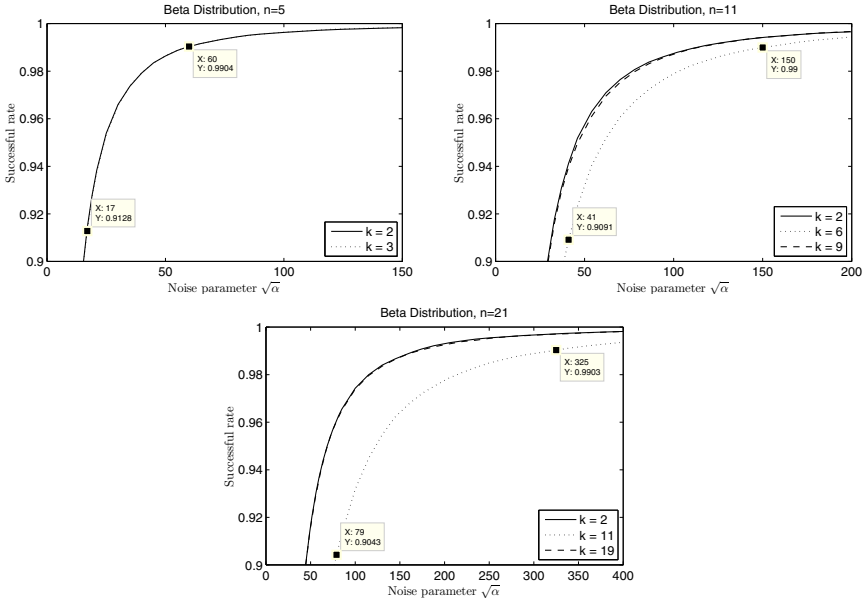 Beta Distribution, n=5
Successful rate
1
0.98
0.96
0.94
0.92
0.9
X: 60
Y: 0.9904
X: 17
Y: 0.9128
k = 2
k = 3
0
50
100
150
Noise parameter √α
Beta Distribution, n=11
Successful rate
1
0.98
0.96
0.94
0.92
0.9
X: 150
Y: 0.99
X: 41
Y: 0.9091
k = 2
k = 6
k = 9
0
50
100
150
200
Noise parameter √α
Beta Distribution, n=21
Successful rate
1
0.98
0.96
0.94
0.92
0.9
X: 325
Y: 0.9903
X: 79
Y: 0.9043
k = 2
k = 11
k = 19
0
50
100
150
200
250
300
350
400
Noise parameter √α